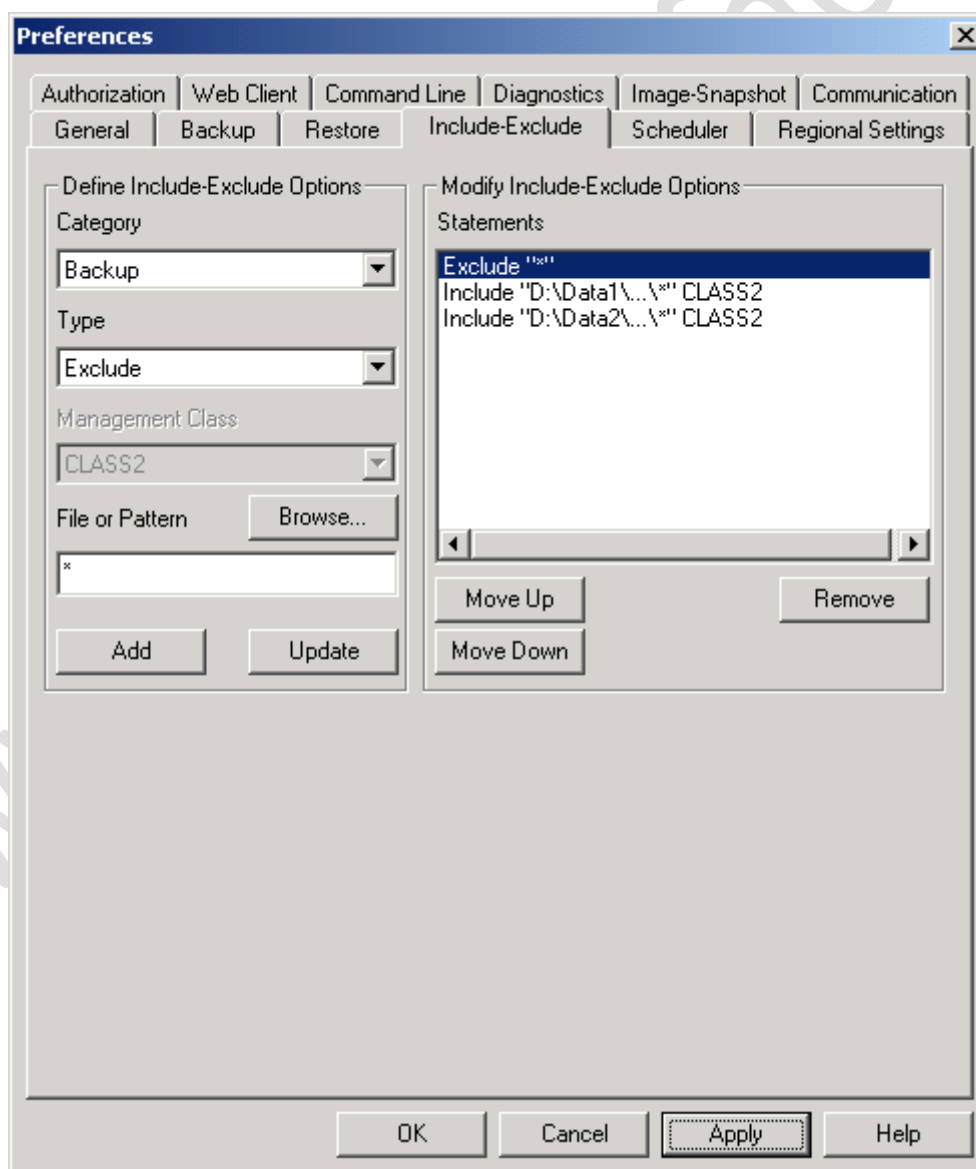 Preferences
Authorization Web Client Command Line Diagnostics Image-Snapshot Communication
General Backup Restore Include-Exclude Scheduler Regional Settings
Define Include-Exclude Options
Category
Backup
Type
Exclude
Management Class
CLASS2
File or Pattern Browse...
*
Add Update
Modify Include-Exclude Options
Statements
Exclude "*"
Include "D:\Data1\...\*" CLASS2
Include "D:\Data2\...\*" CLASS2
Move Up Remove
Move Down
OK Cancel Apply Help